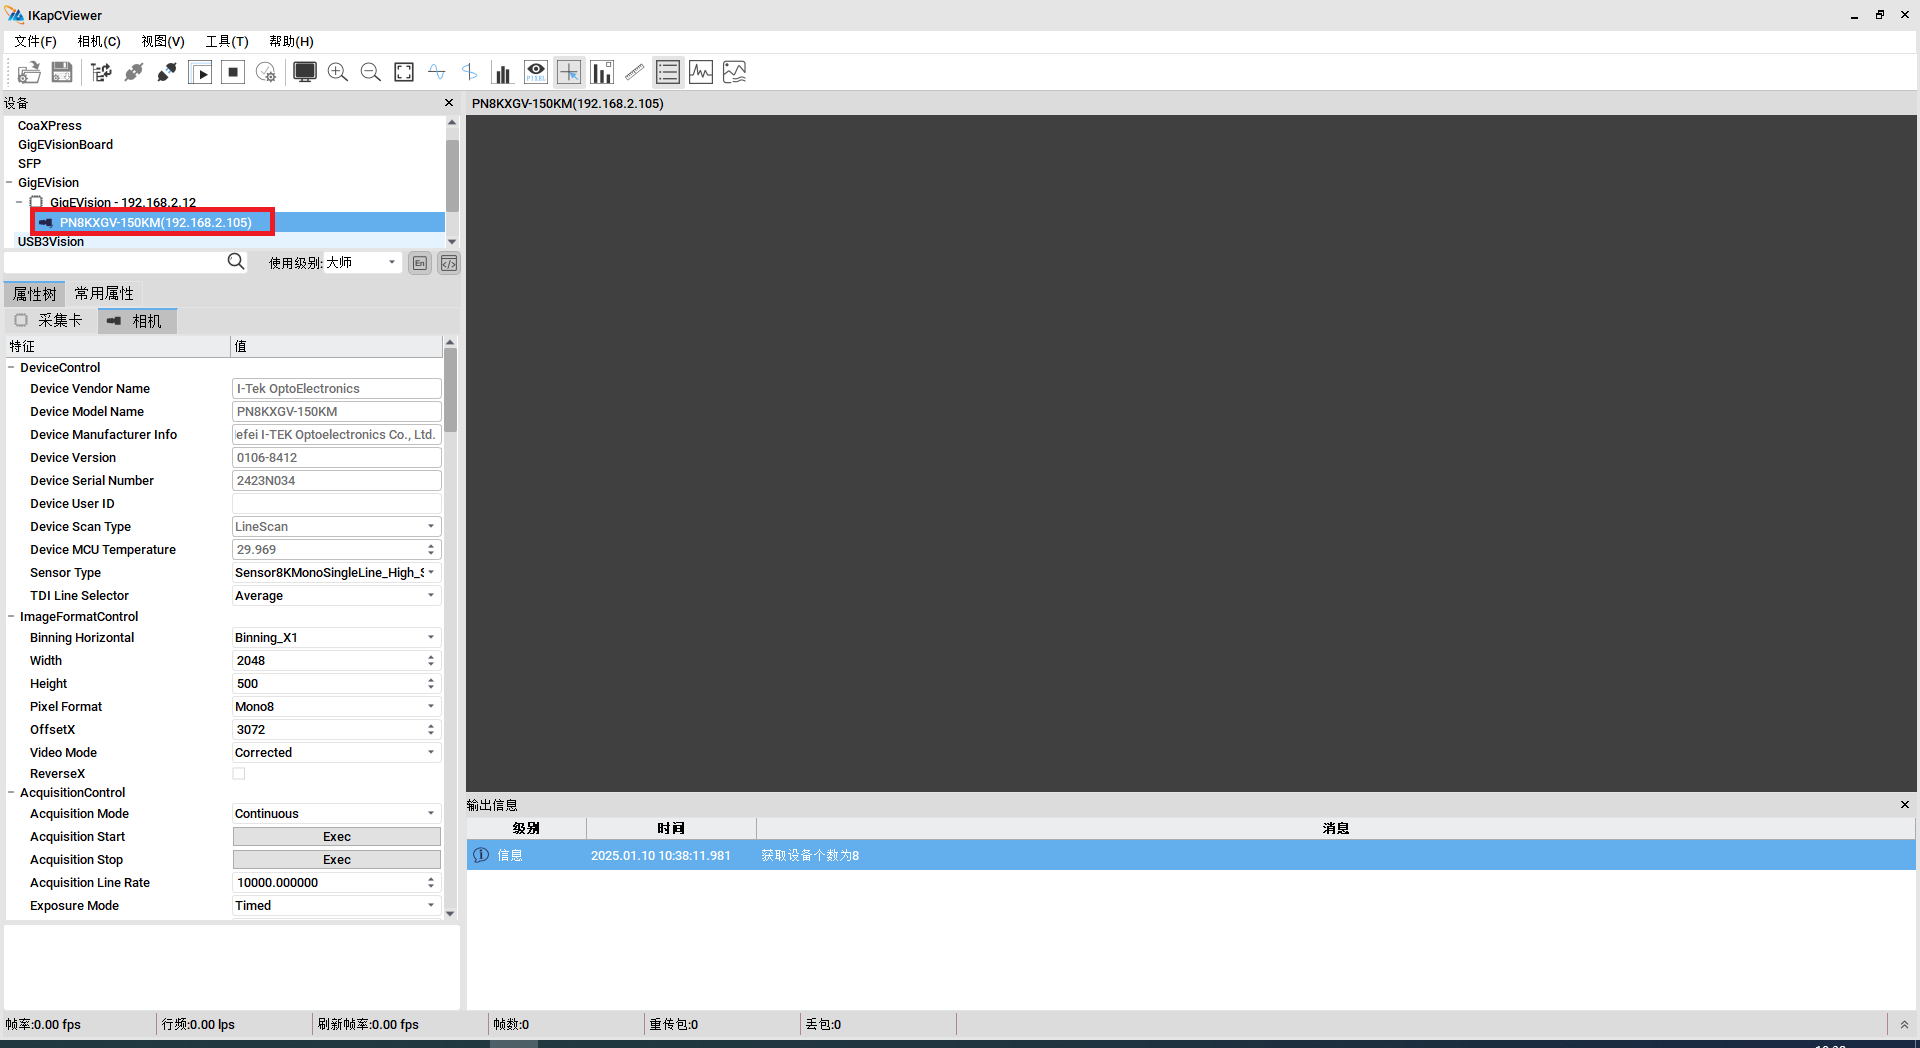 IKapCViewer
文件(F) 相机(C) 视图(V) 工具(T) 帮助(H)
PIXEL
设备
CoaXPress
GigEVisionBoard
SFP
GigEVision
GigEVision - 192.168.2.12
PN8KXGV-150KM(192.168.2.105)
USB3Vision
使用级别: 大师 En </>
属性树 常用属性
采集卡 相机
特征 值
DeviceControl
Device Vendor Name I-Tek OptoElectronics
Device Model Name PN8KXGV-150KM
Device Manufacturer Info efei I-TEK Optoelectronics Co., Ltd.
Device Version 0106-8412
Device Serial Number 2423N034
Device User ID
Device Scan Type LineScan
Device MCU Temperature 29.969
Sensor Type Sensor8KMonoSingleLine_High_S
TDI Line Selector Average
ImageFormatControl
Binning Horizontal Binning_X1
Width 2048
Height 500
Pixel Format Mono8
OffsetX 3072
Video Mode Corrected
ReverseX
AcquisitionControl
Acquisition Mode Continuous
Acquisition Start Exec
Acquisition Stop Exec
Acquisition Line Rate 10000.000000
Exposure Mode Timed
PN8KXGV-150KM(192.168.2.105)
输出信息
级别 时间 消息
信息 2025.01.10 10:38:11.981 获取设备个数为8
帧率:0.00 fps 行频:0.00 lps 刷新帧率:0.00 fps 帧数:0 重传包:0 丢包:0